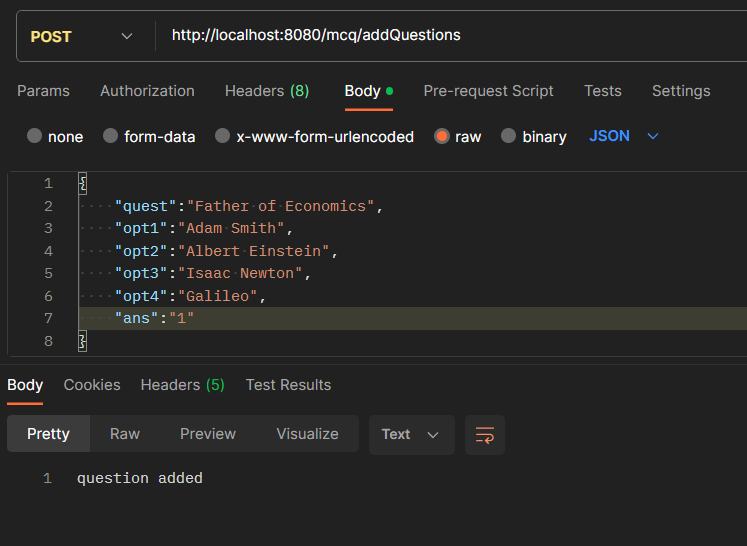 POST http://localhost:8080/mcq/addQuestions
Params Authorization Headers (8) Body Pre-request Script Tests Settings
none form-data x-www-form-urlencoded raw binary JSON
1 {
2 "quest":"Father of Economics",
3 "opt1":"Adam Smith",
4 "opt2":"Albert Einstein",
5 "opt3":"Isaac Newton",
6 "opt4":"Galileo",
7 "ans":"1"
8 }
Body Cookies Headers (5) Test Results
Pretty Raw Preview Visualize Text
1 question added